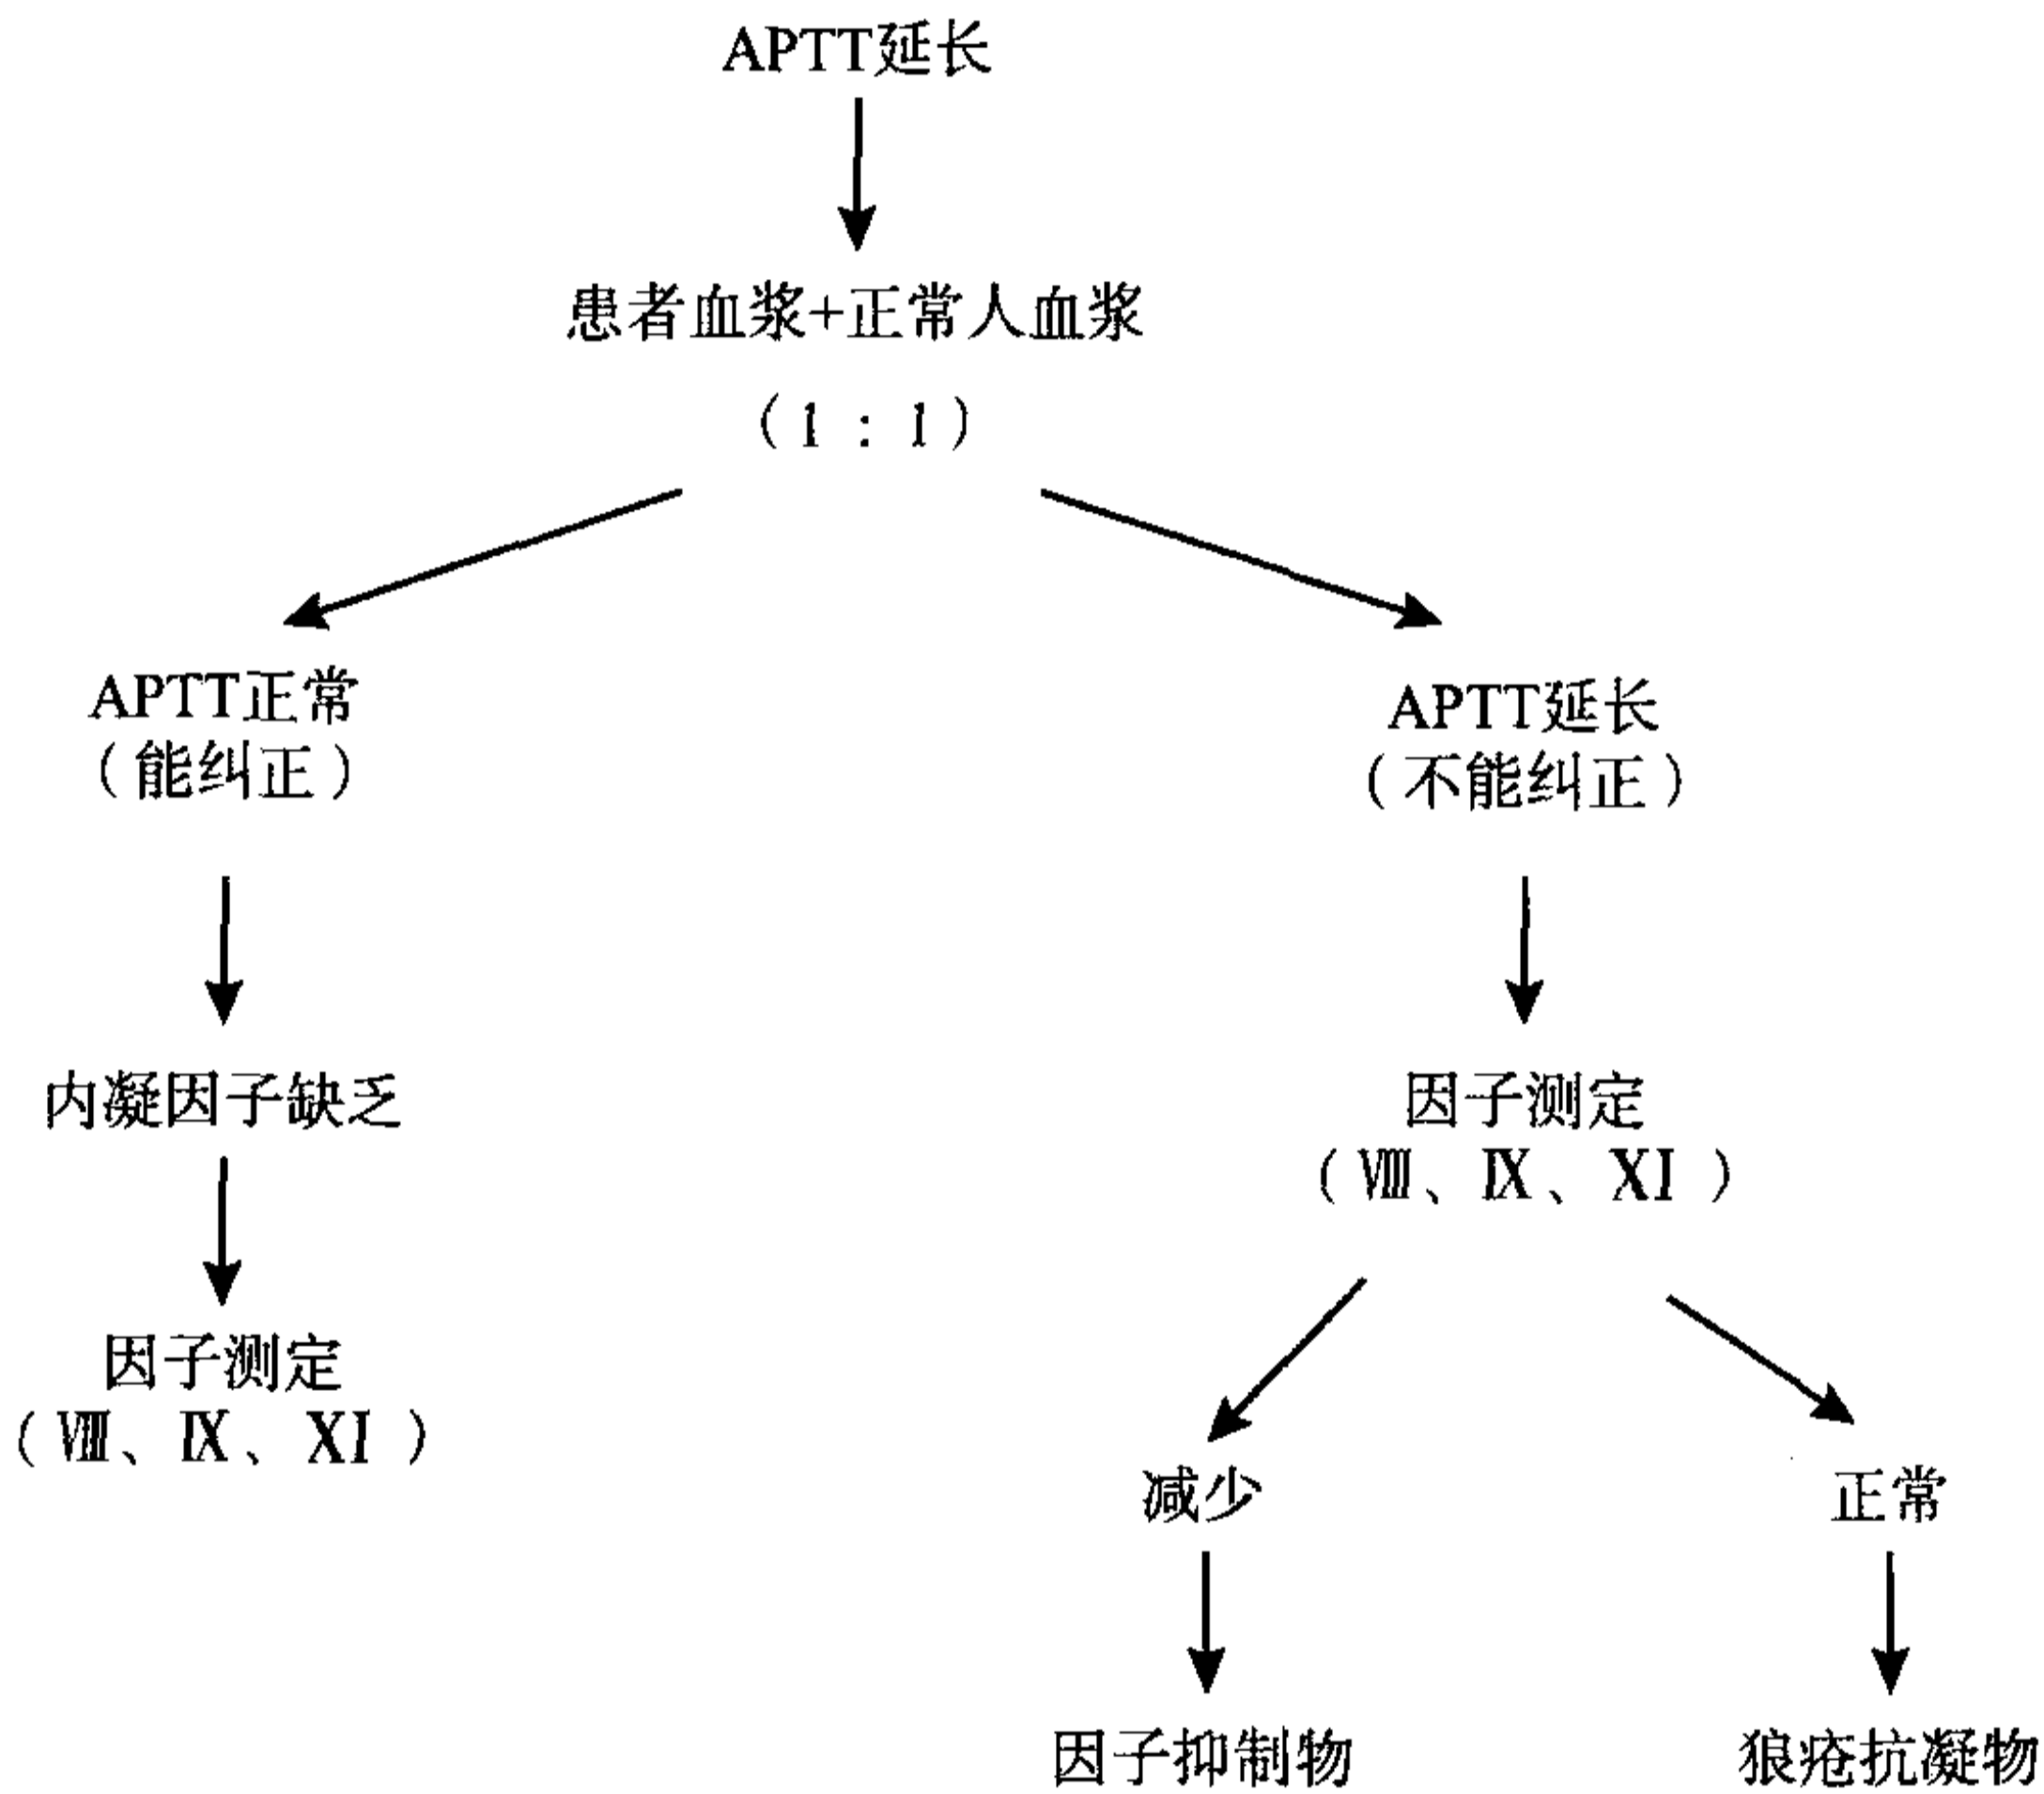 APTT延长
患者血浆+正常人血浆
（1：1）
APTT正常
（能纠正）
APTT延长
（不能纠正）
内凝因子缺乏
因子测定
（Ⅷ、Ⅸ、Ⅺ）
因子测定
（Ⅷ、Ⅸ、Ⅺ）
减少
正常
因子抑制物
狼疮抗凝物